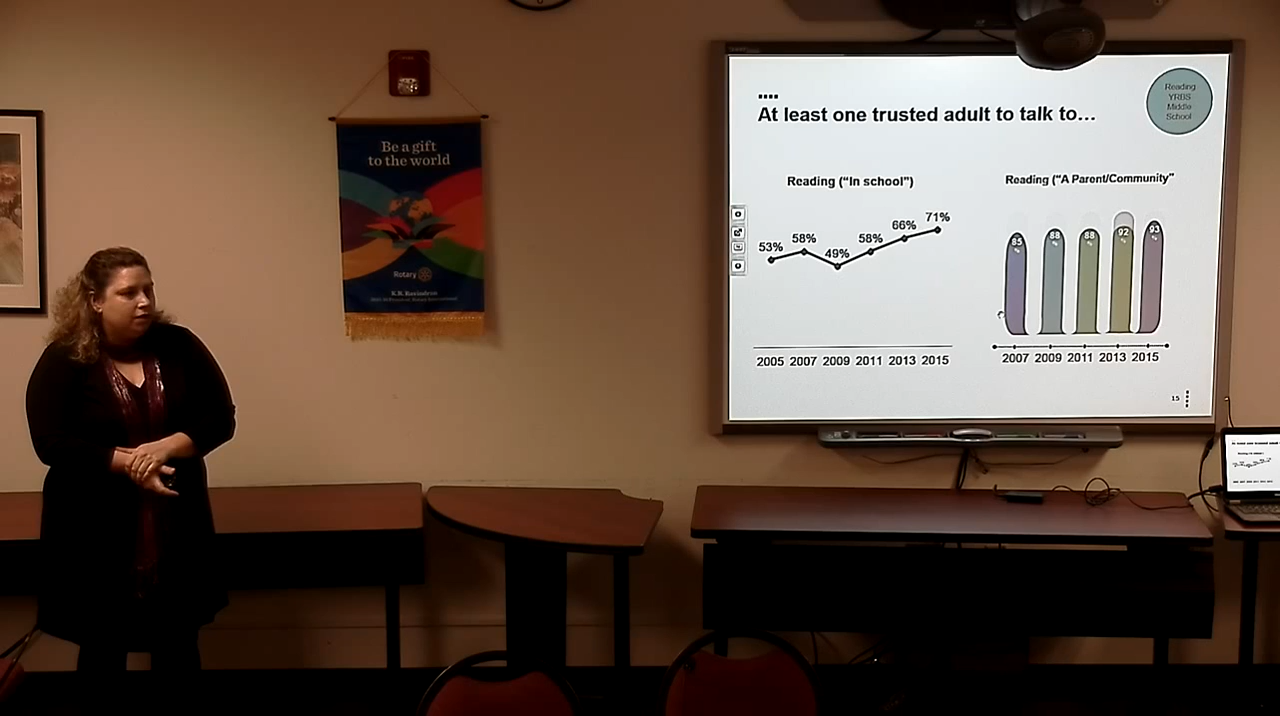 Be a gift
to the world
Rotary
K.R. Ravindran
At least one trusted adult to talk to…
Reading
YRBS
Middle
School
Reading ("In school")
53%
58%
49%
58%
66%
71%
2005 2007 2009 2011 2013 2015
Reading ("A Parent/Community"
85
%
88
%
88
%
92
%
93
%
2007 2009 2011 2013 2015
15